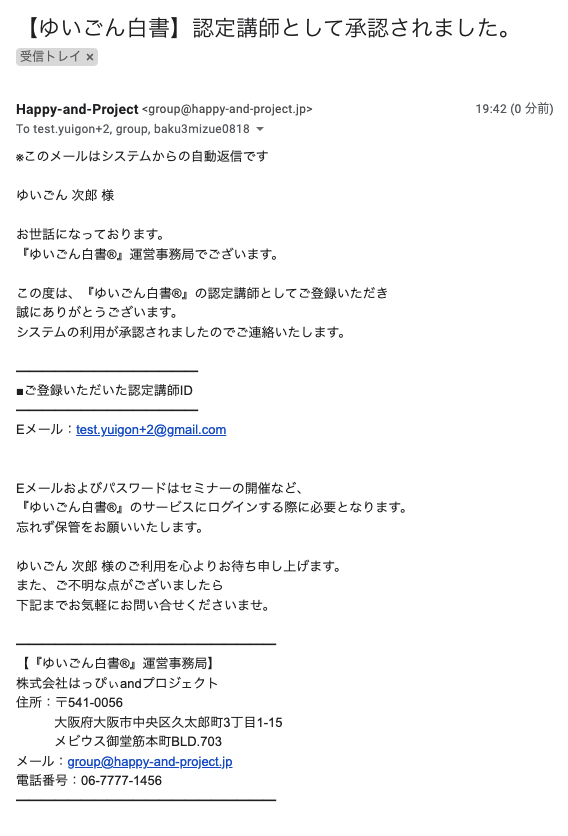 【ゆいごん白書】認定講師として承認されました。
受信トレイ ×
Happy-and-Project <group@happy-and-project.jp> 19:42 (0 分前)
To test.yuigon+2, group, baku3mizue0818
※このメールはシステムからの自動返信です
ゆいごん 次郎 様
お世話になっております。
『ゆいごん白書®』運営事務局でございます。
この度は、『ゆいごん白書®』の認定講師としてご登録いただき
誠にありがとうございます。
システムの利用が承認されましたのでご連絡いたします。
■ご登録いただいた認定講師ID
Eメール：test.yuigon+2@gmail.com
Eメールおよびパスワードはセミナーの開催など、
『ゆいごん白書®』のサービスにログインする際に必要となります。
忘れず保管をお願いいたします。
ゆいごん 次郎 様のご利用を心よりお待ち申し上げます。
また、ご不明な点がございましたら
下記までお気軽にお問い合せくださいませ。
【『ゆいごん白書®』運営事務局】
株式会社はっぴぃandプロジェクト
住所：〒541-0056
大阪府大阪市中央区久太郎町3丁目1-15
メビウス御堂筋本町BLD.703
メール：group@happy-and-project.jp
電話番号：06-7777-1456